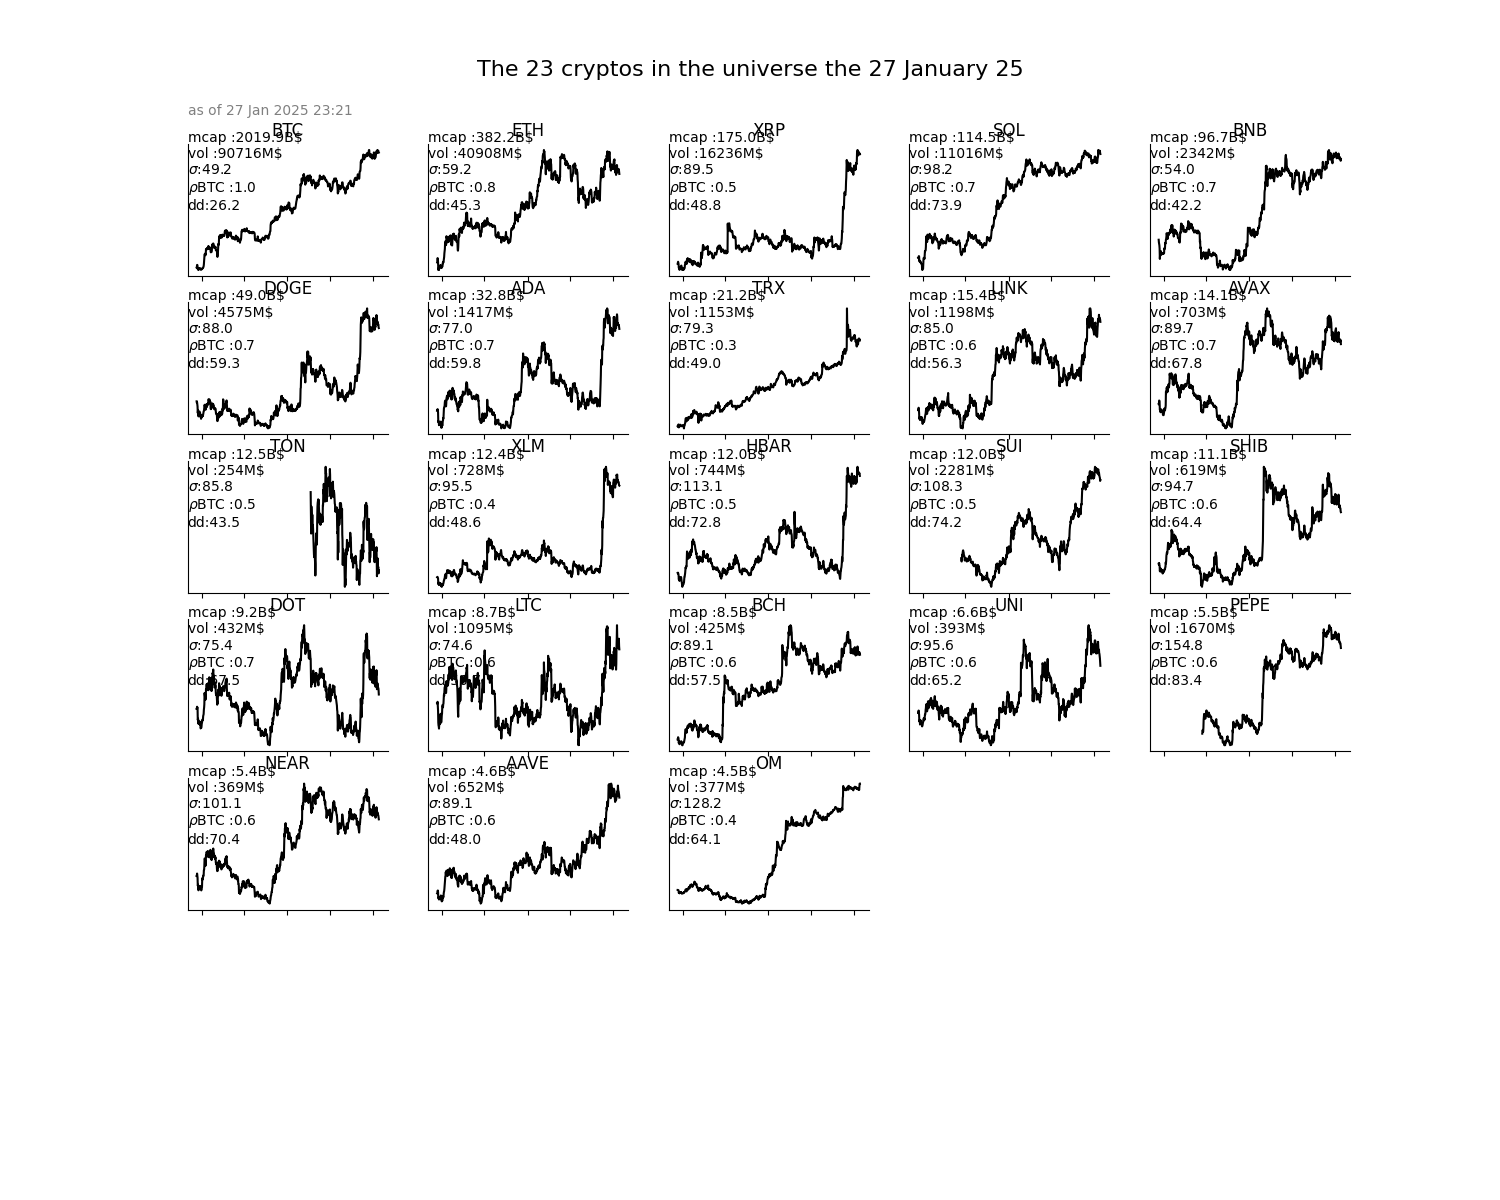 The 23 cryptos in the universe the 27 January 25
as of 27 Jan 2025 23:21
BTC
mcap :2019.9B$
vol :90716M$
σ:49.2
ρBTC :1.0
dd:26.2
ETH
mcap :382.2B$
vol :40908M$
σ:59.2
ρBTC :0.8
dd:45.3
XRP
mcap :175.0B$
vol :16236M$
σ:89.5
ρBTC :0.5
dd:48.8
SOL
mcap :114.5B$
vol :11016M$
σ:98.2
ρBTC :0.7
dd:73.9
BNB
mcap :96.7B$
vol :2342M$
σ:54.0
ρBTC :0.7
dd:42.2
DOGE
mcap :49.0B$
vol :4575M$
σ:88.0
ρBTC :0.7
dd:59.3
ADA
mcap :32.8B$
vol :1417M$
σ:77.0
ρBTC :0.7
dd:59.8
TRX
mcap :21.2B$
vol :1153M$
σ:79.3
ρBTC :0.3
dd:49.0
LINK
mcap :15.4B$
vol :1198M$
σ:85.0
ρBTC :0.6
dd:56.3
AVAX
mcap :14.1B$
vol :703M$
σ:89.7
ρBTC :0.7
dd:67.8
TON
mcap :12.5B$
vol :254M$
σ:85.8
ρBTC :0.5
dd:43.5
XLM
mcap :12.4B$
vol :728M$
σ:95.5
ρBTC :0.4
dd:48.6
HBAR
mcap :12.0B$
vol :744M$
σ:113.1
ρBTC :0.5
dd:72.8
SUI
mcap :12.0B$
vol :2281M$
σ:108.3
ρBTC :0.5
dd:74.2
SHIB
mcap :11.1B$
vol :619M$
σ:94.7
ρBTC :0.6
dd:64.4
DOT
mcap :9.2B$
vol :432M$
σ:75.4
ρBTC :0.7
LTC
mcap :8.7B$
vol :1095M$
σ:74.6
ρBTC :0.6
BCH
mcap :8.5B$
vol :425M$
σ:89.1
ρBTC :0.6
dd:57.5
UNI
mcap :6.6B$
vol :393M$
σ:95.6
ρBTC :0.6
dd:65.2
PEPE
mcap :5.5B$
vol :1670M$
σ:154.8
ρBTC :0.6
dd:83.4
NEAR
mcap :5.4B$
vol :369M$
σ:101.1
ρBTC :0.6
dd:70.4
AAVE
mcap :4.6B$
vol :652M$
σ:89.1
ρBTC :0.6
dd:48.0
OM
mcap :4.5B$
vol :377M$
σ:128.2
ρBTC :0.4
dd:64.1